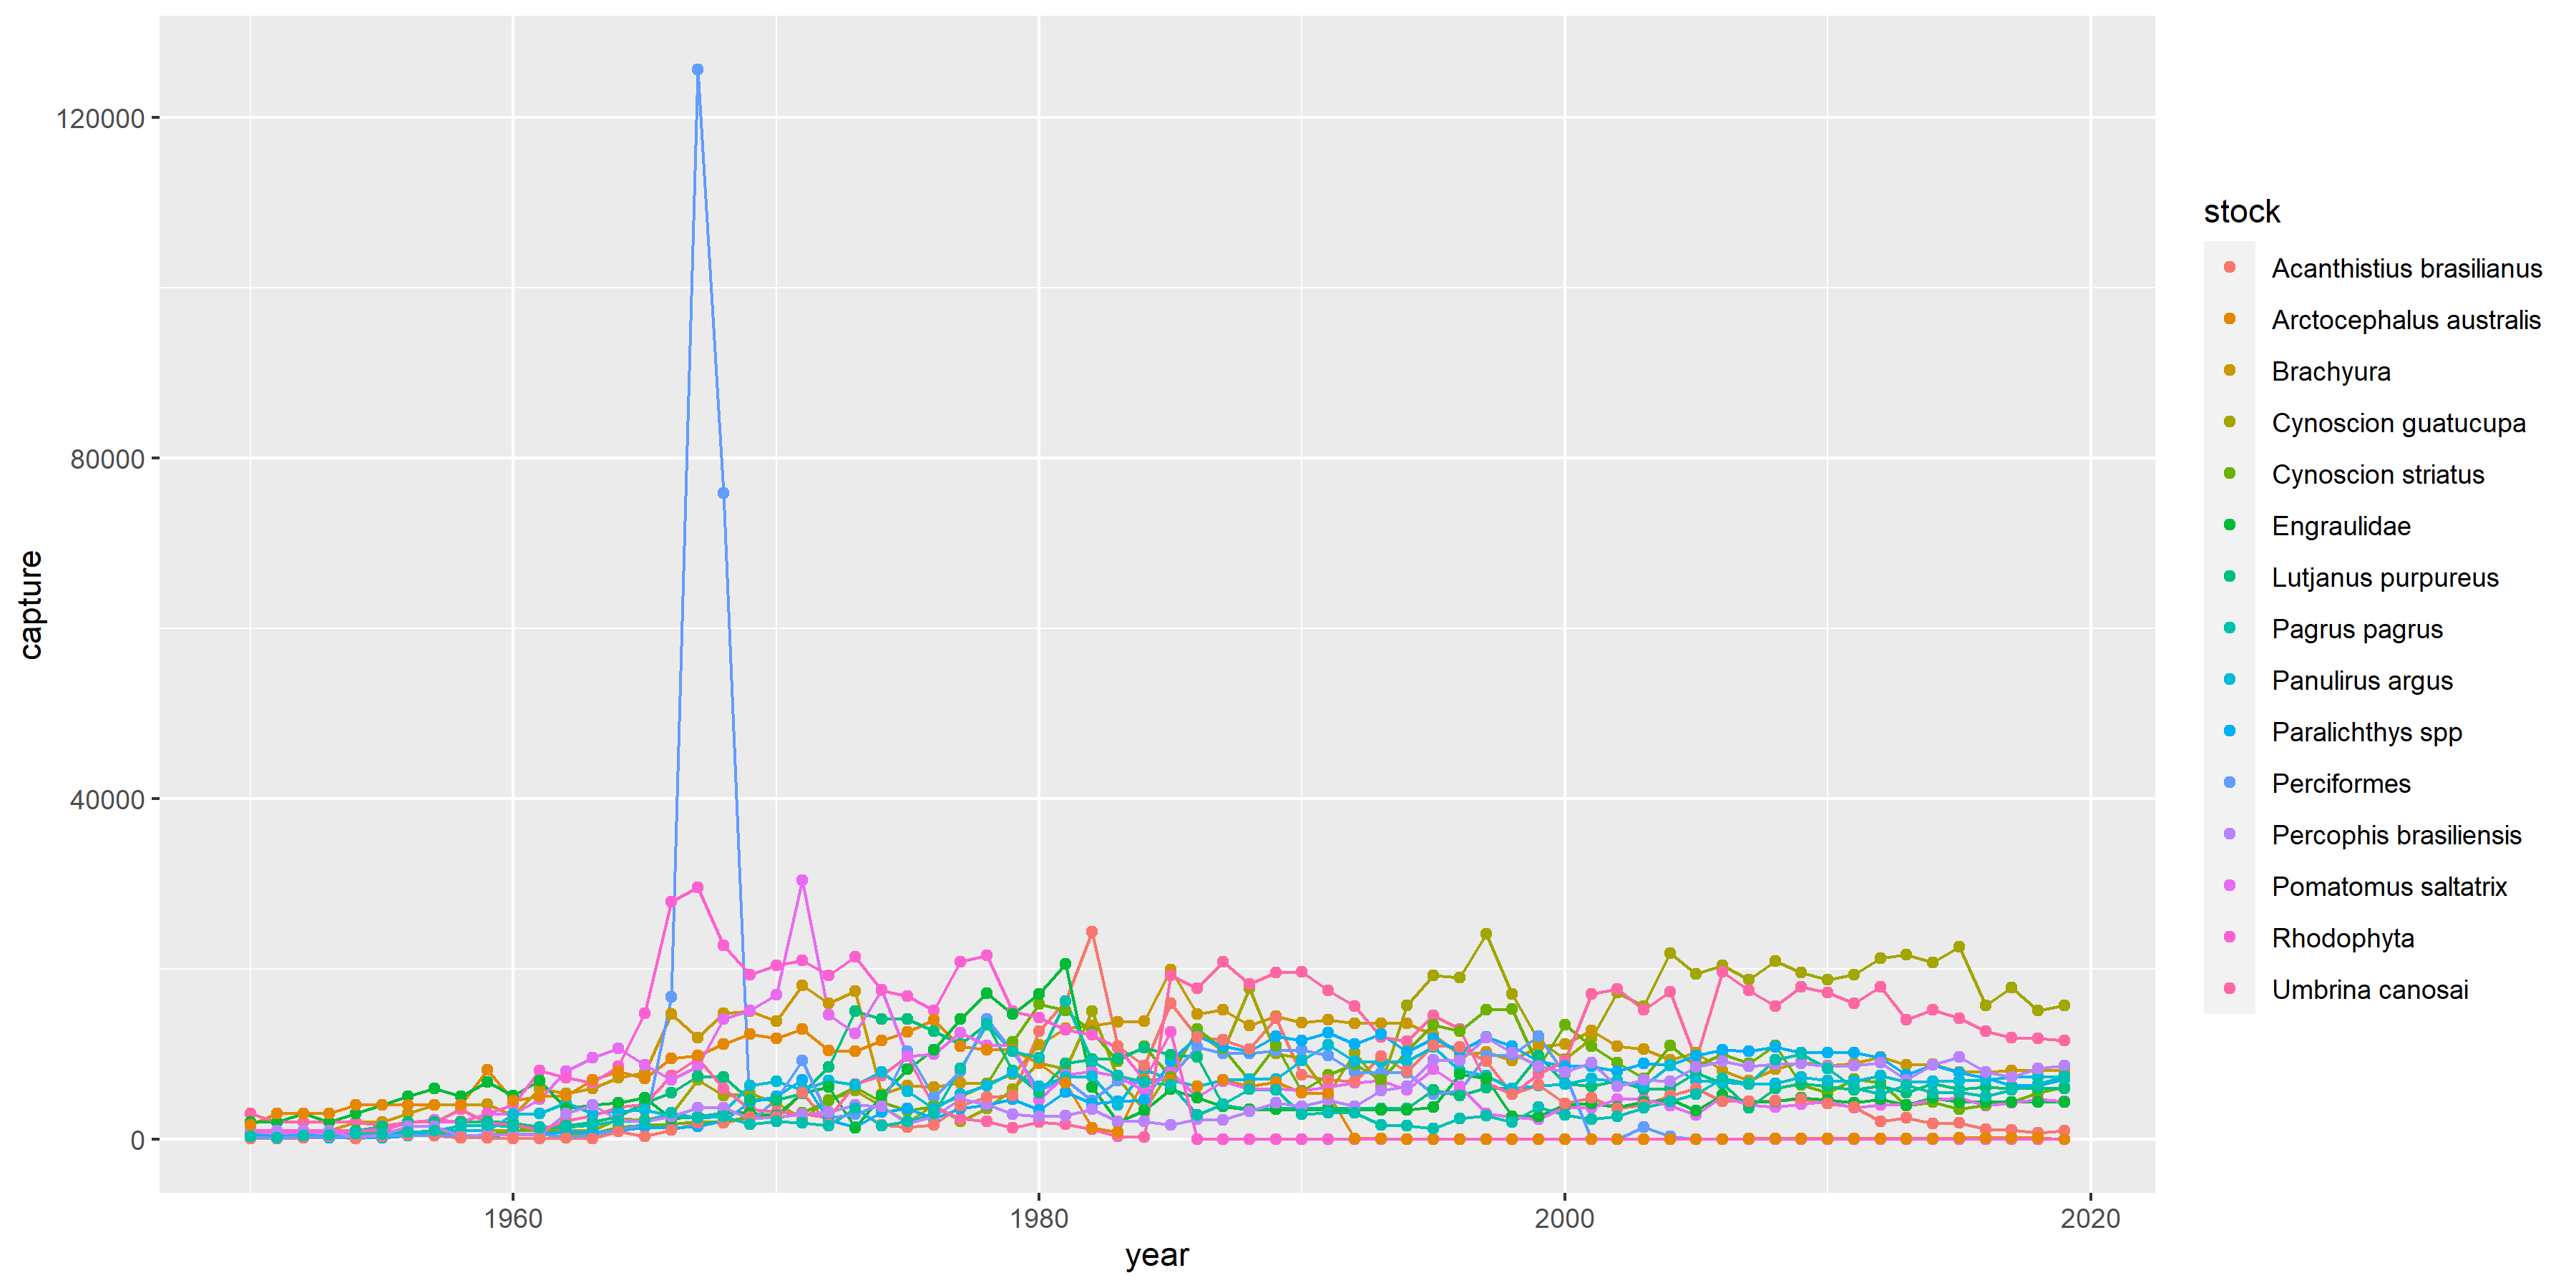 120000
80000
40000
0
capture
1960
1980
2000
2020
year
stock
Acanthistius brasilianus
Arctocephalus australis
Brachyura
Cynoscion guatucupa
Cynoscion striatus
Engraulidae
Lutjanus purpureus
Pagrus pagrus
Panulirus argus
Paralichthys spp
Perciformes
Percophis brasiliensis
Pomatomus saltatrix
Rhodophyta
Umbrina canosai